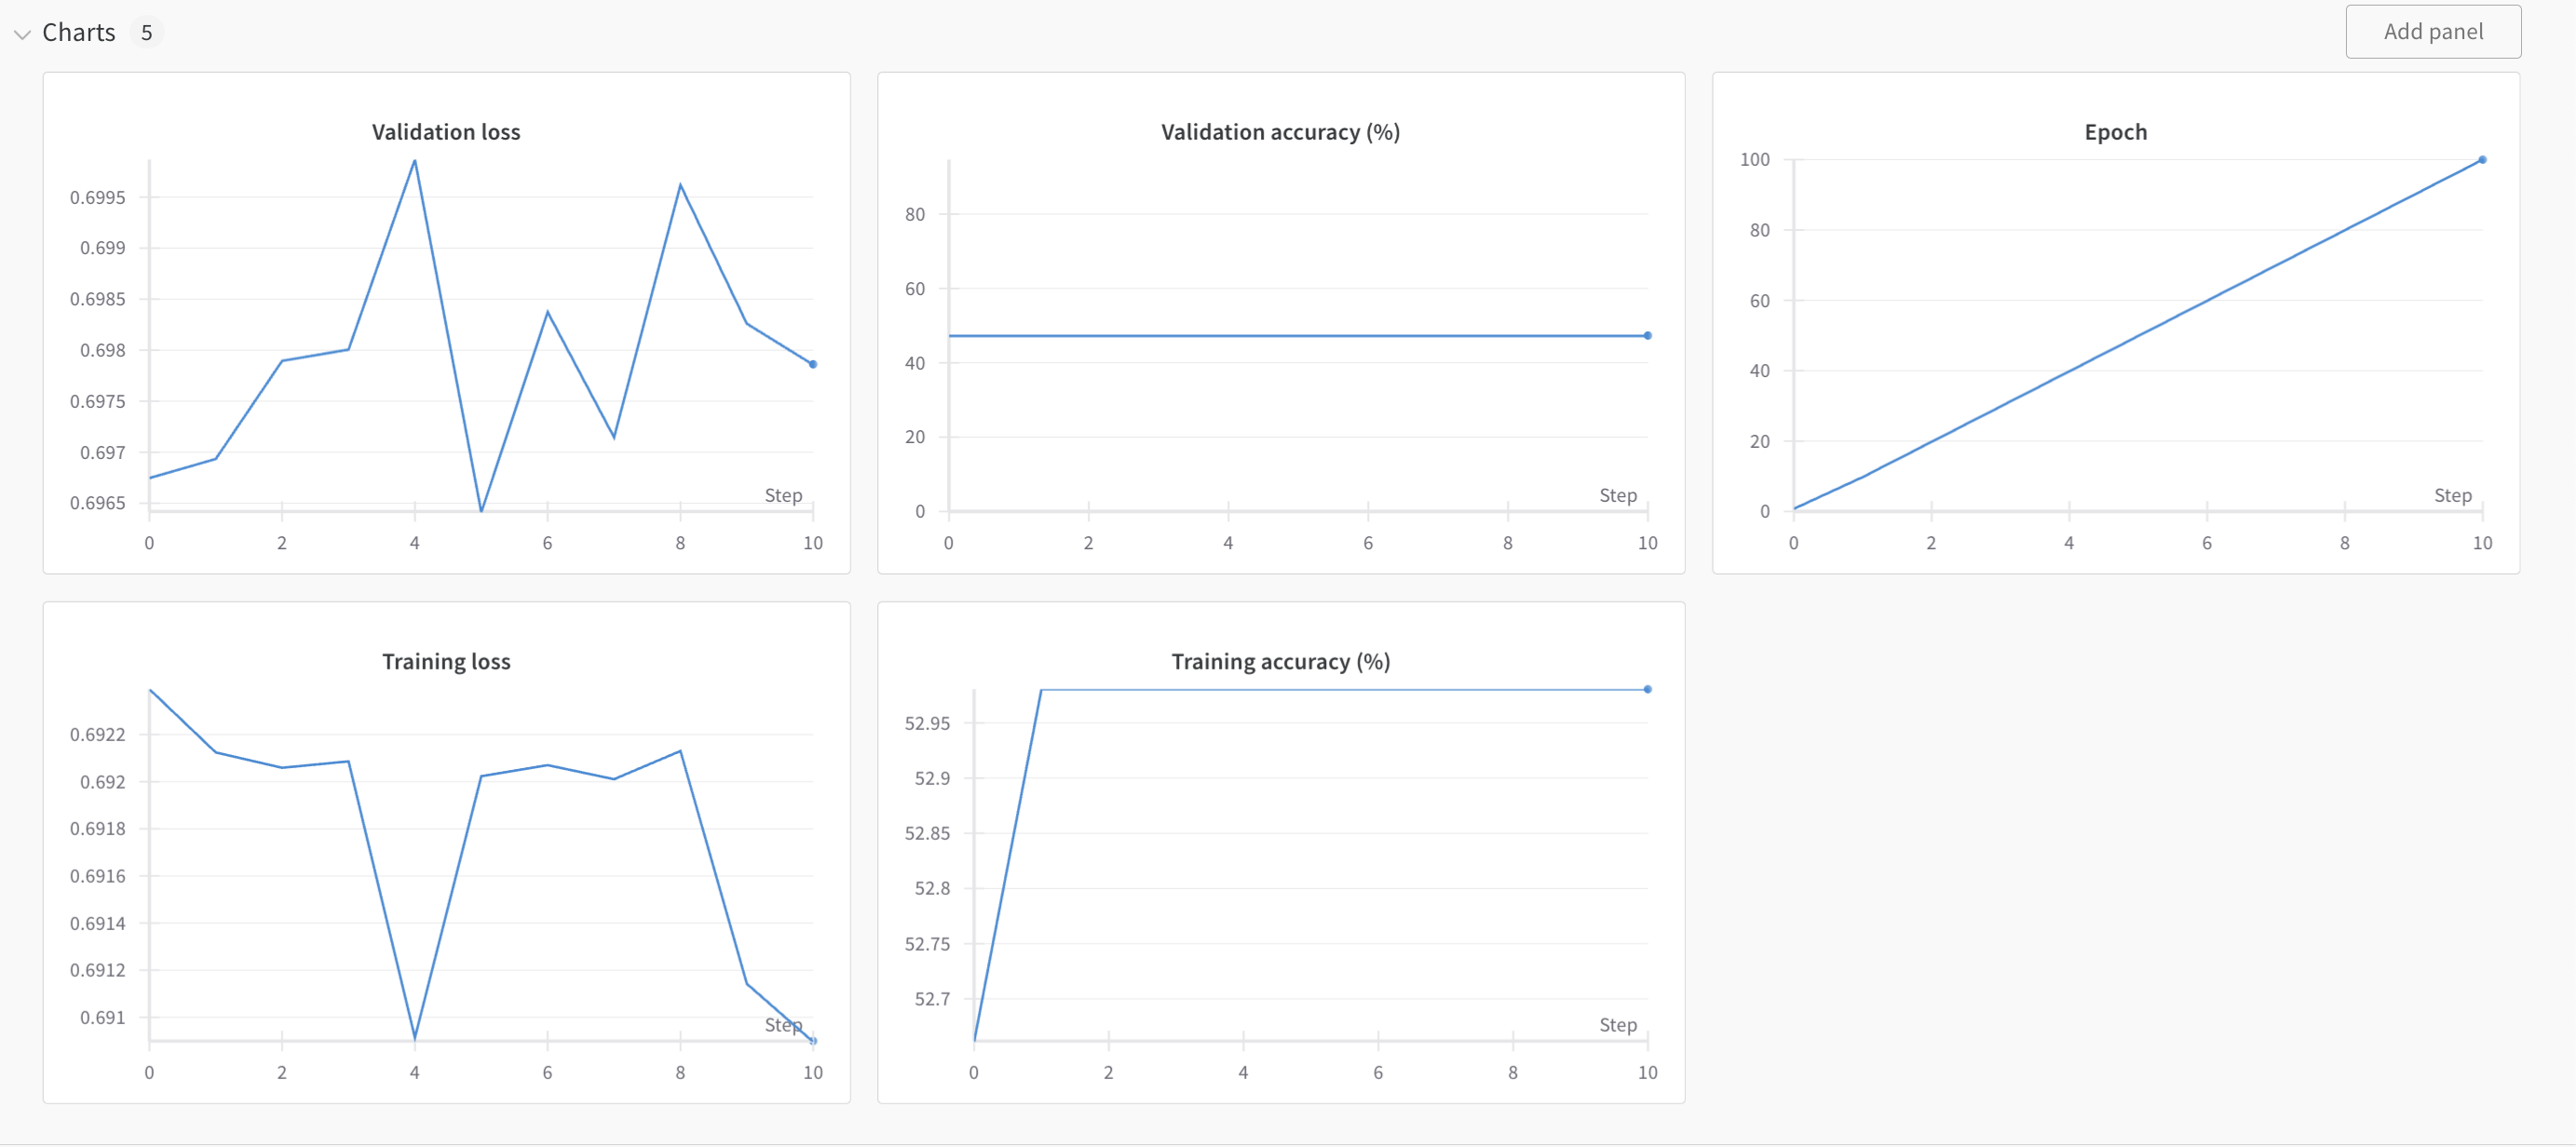 Charts 5
Add panel
Validation loss
0.6995
0.699
0.6985
0.698
0.6975
0.697
0.6965
Step
0 2 4 6 8 10
Validation accuracy (%)
80
60
40
20
0
Step
0 2 4 6 8 10
Epoch
100
80
60
40
20
0
Step
0 2 4 6 8 10
Training loss
0.6922
0.692
0.6918
0.6916
0.6914
0.6912
0.691
Step
0 2 4 6 8 10
Training accuracy (%)
52.95
52.9
52.85
52.8
52.75
52.7
Step
0 2 4 6 8 10